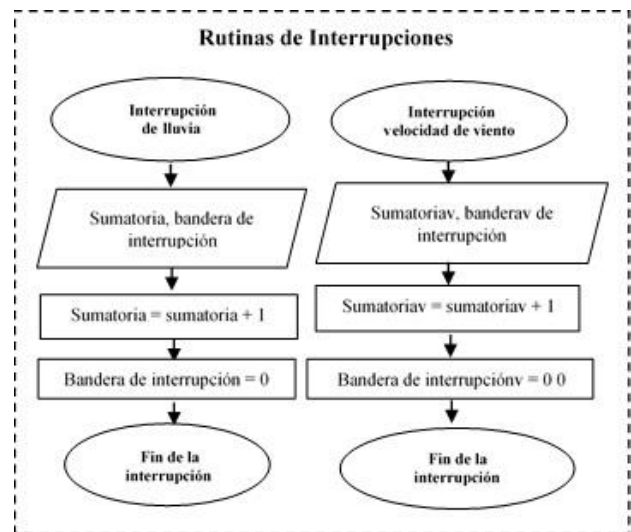 Rutinas de Interrupciones
Interrupción
de lluvia
Sumatoria, bandera de
interrupción
Sumatoria = sumatoria + 1
Bandera de interrupción = 0
Fin de la
interrupción
Interrupción
velocidad de viento
Sumatoriav, banderav de
interrupción
Sumatoriav = sumatoriav + 1
Bandera de interrupciónv = 0 0
Fin de la
interrupción